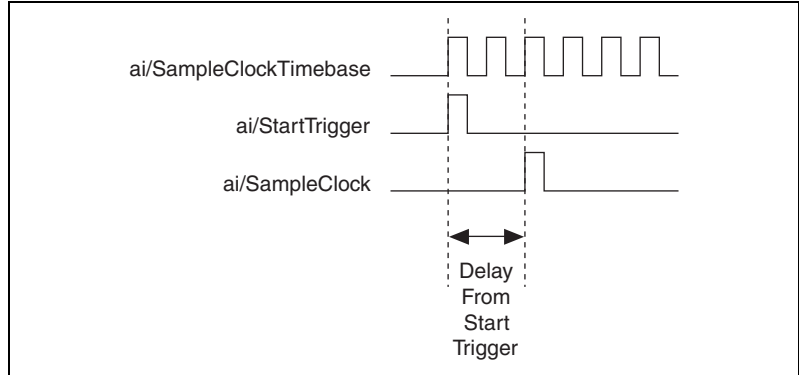 ai/SampleClockTimebase
ai/StartTrigger
ai/SampleClock
Delay
From
Start
Trigger